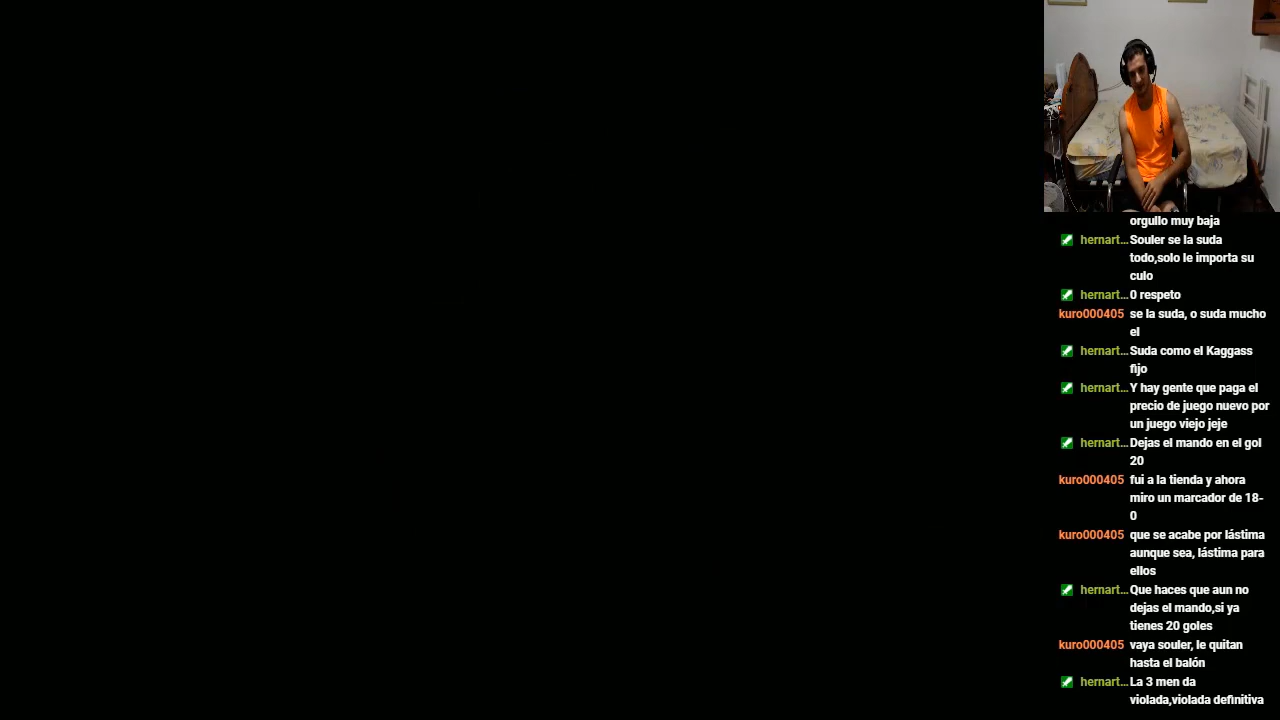 orgullo muy baja
hernart... Souler se la suda
todo,solo le importa su
culo
hernart... 0 respeto
kuro000405 se la suda, o suda mucho
el
hernart... Suda como el Kaggass
fijo
hernart... Y hay gente que paga el
precio de juego nuevo por
un juego viejo jeje
hernart... Dejas el mando en el gol
20
kuro000405 fui a la tienda y ahora
miro un marcador de 18-
0
kuro000405 que se acabe por lástima
aunque sea, lástima para
ellos
hernart... Que haces que aun no
dejas el mando,si ya
tienes 20 goles
kuro000405 vaya souler, le quitan
hasta el balón
hernart... La 3 men da
violada,violada definitiva